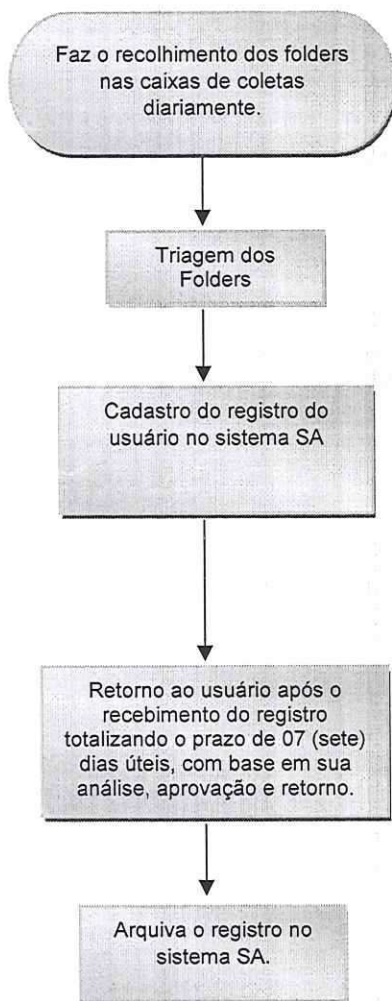 Faz o recolhimento dos folders
nas caixas de coletas
diariamente.
Triagem dos
Folders
Cadastro do registro do
usuário no sistema SA
Retorno ao usuário após o
recebimento do registro
totalizando o prazo de 07 (sete)
dias úteis, com base em sua
análise, aprovação e retorno.
Arquiva o registro no
sistema SA.